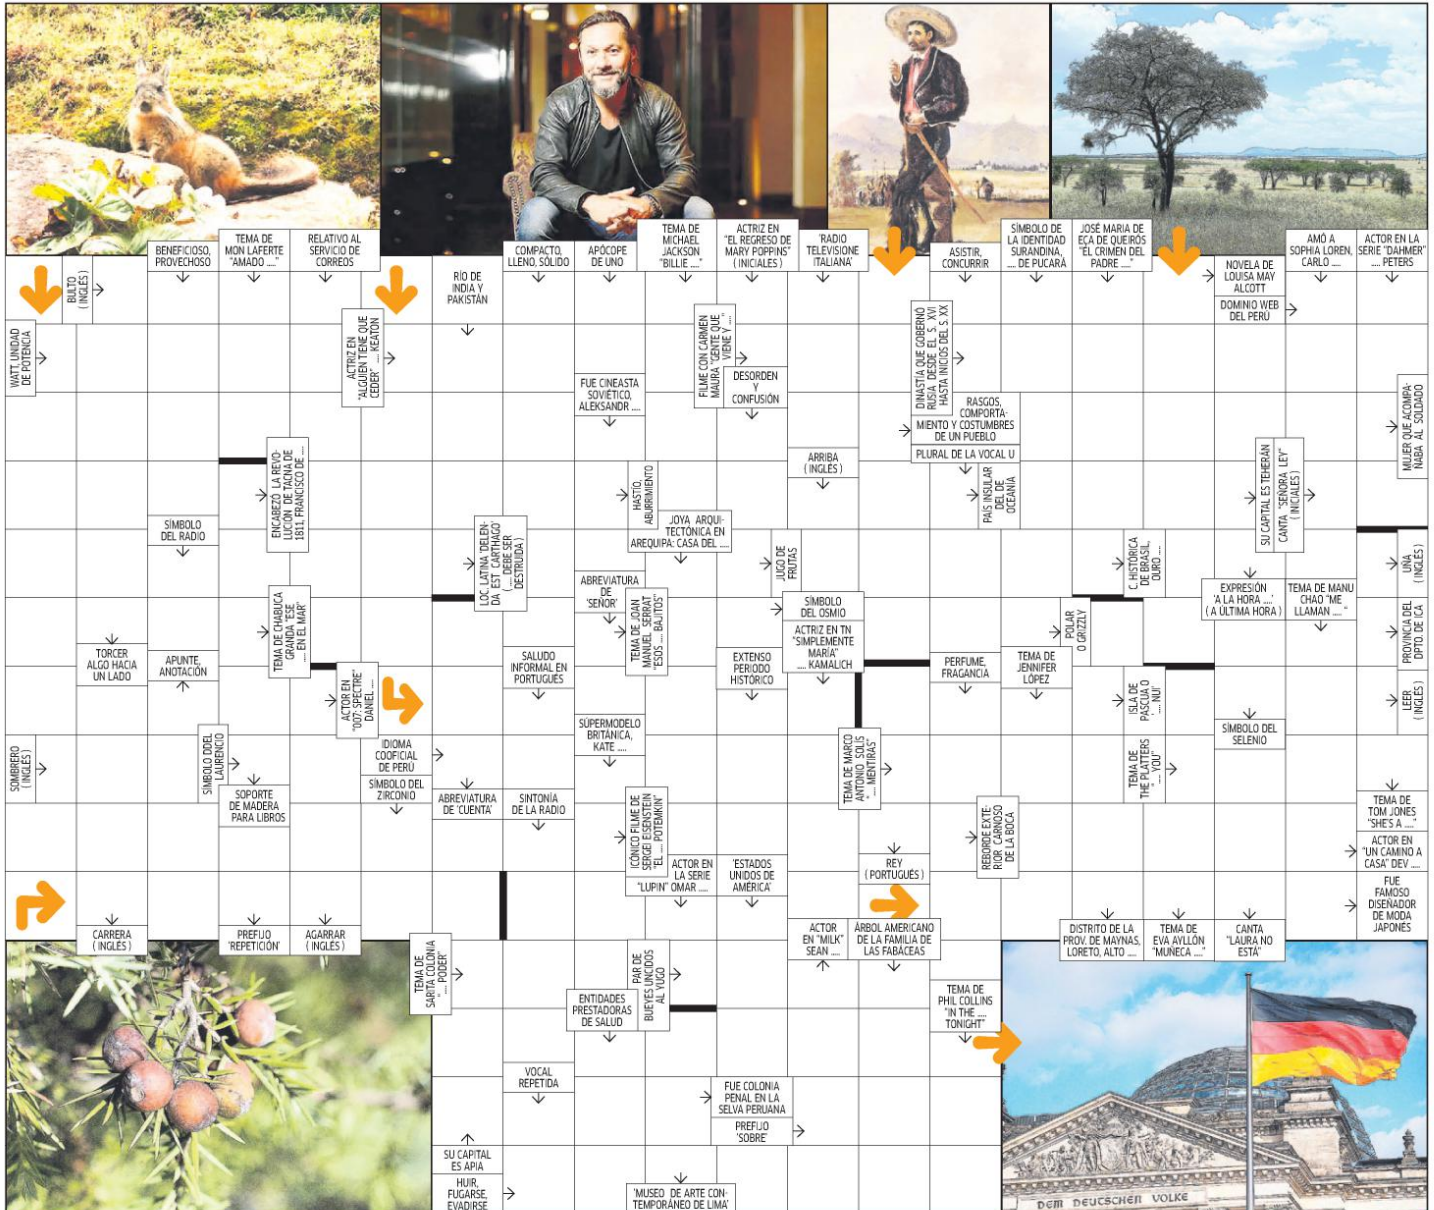 BENEFICIOSO,
PROVECHOSO
TEMA DE
MON LAFERTE
"AMADO ...."
RELATIVO AL
SERVICIO DE
CORREOS
COMPACTO,
LLENO, SÓLIDO
APÓCOPE
DE UNO
TEMA DE
MICHAEL
JACKSON
"BILLIE ...."
ACTRIZ EN
"EL REGRESO DE
MARY POPPINS"
(INICIALES)
'RADIO
TELEVISIONE
ITALIANA'
ASISTIR,
CONCURRIR
SÍMBOLO DE
LA IDENTIDAD
SURANDINA,
.... DE PUCARÁ
JOSÉ MARIA DE
EÇA DE QUEIRÓS
"EL CRIMEN DEL
PADRE ...."
AMÓ A
SOPHIA LOREN,
CARLO ....
ACTOR EN LA
SERIE "DAHMER"
.... PETERS
BULTO
(INGLÉS)
RÍO DE
INDIA Y
PAKISTÁN
NOVELA DE
LOUISA MAY
ALCOTT
DOMINIO WEB
DEL PERÚ
WATT, UNIDAD
DE POTENCIA
ACTRIZ EN
"ALGUIEN TIENE QUE
CEDER" .... KEATON
FILME CON CARMEN
MAURA "GENTE QUE
VIENE Y ...."
DINASTÍA QUE GOBERNÓ
RUSIA DESDE EL S. XVI
HASTA INICIOS DEL S. XX
FUE CINEASTA
SOVIÉTICO,
ALEKSANDR ....
DESORDEN
Y
CONFUSIÓN
RASGOS,
COMPORTA-
MIENTO Y COSTUMBRES
DE UN PUEBLO
PLURAL DE LA VOCAL U
MUJER QUE ACOMPA-
ÑABA AL SOLDADO
ENCABEZÓ LA REVO-
LUCIÓN DE TACNA DE
1811, FRANCISCO DE ....
HASTÍO,
ABURRIMIENTO
ARRIBA
(INGLÉS)
PAÍS INSULAR
DEL DE
OCEANÍA
SU CAPITAL ES TEHERÁN
CANTA "SEÑORA LEY"
(INICIALES)
SÍMBOLO
DEL RADIO
LOC. LATINA 'DELEN-
DA EST CARTHAGO'
(.... DEBE SER
DESTRUIDA)
JOYA ARQUI-
TECTÓNICA EN
AREQUIPA: CASA DEL ....
JUGO DE
FRUTAS
C. HISTÓRICA
DE BRASIL,
OURO ....
UÑA
(INGLÉS)
TEMA DE CHABUCA
GRANDA "ESE
.... EN EL MAR"
ABREVIATURA
DE
'SEÑOR'
TEMA DE JOAN
MANUEL SERRAT
"ESOS .... BAJITOS"
SÍMBOLO
DEL OSMIO
ACTRIZ EN TN
"SIMPLEMENTE
MARÍA"
.... KAMALICH
POLAR
O GRIZZLY
EXPRESIÓN
'A LA HORA ....'
(A ÚLTIMA HORA)
TEMA DE MANU
CHAO "ME
LLAMAN .... "
PROVINCIA DEL
DPTO. DE ICA
TORCER
ALGO HACIA
UN LADO
APUNTE,
ANOTACIÓN
ACTOR EN
"007: SPECTRE"
DANIEL ....
SALUDO
INFORMAL EN
PORTUGUÉS
EXTENSO
PERIODO
HISTÓRICO
PERFUME,
FRAGANCIA
TEMA DE
JENNIFER
LÓPEZ
ISLA DE
PASCUA O
'.... NUI'
LEER
(INGLÉS)
SOMBRERO
(INGLÉS)
SÍMBOLO DDEL
LAURENCIO
SOPORTE
DE MADERA
PARA LIBROS
IDIOMA
COOFICIAL
DE PERÚ
SÍMBOLO DEL
ZIRCONIO
ABREVIATURA
DE 'CUENTA'
SINTONÍA
DE LA RADIO
SÚPERMODELO
BRITÁNICA,
KATE ....
TEMA DE MARCO
ANTONIO SOLÍS
".... MENTIRAS"
TEMA DE
THE PLATTERS
".... YOU"
SÍMBOLO DEL
SELENIO
TEMA DE
TOM JONES
"SHE'S A ...."
ICÓNICO FILME DE
SERGEI EISENSTEIN
"EL .... POTEMKIN"
REBORDE EXTE-
RIOR CARNOSO
DE LA BOCA
ACTOR EN
"UN CAMINO A
CASA" DEV ....
ACTOR EN
LA SERIE
"LUPIN" OMAR ....
'ESTADOS
UNIDOS DE
AMÉRICA'
REY
(PORTUGUÉS)
FUE
FAMOSO
DISEÑADOR
DE MODA
JAPONÉS
CARRERA
(INGLÉS)
PREFIJO
'REPETICIÓN'
AGARRAR
(INGLÉS)
ACTOR
EN "MILK"
SEAN ....
ÁRBOL AMERICANO
DE LA FAMILIA DE
LAS FABÁCEAS
DISTRITO DE LA
PROV. DE MAYNAS,
LORETO, ALTO ....
TEMA DE
EVA AYLLÓN
"MUÑECA ...."
CANTA
"LAURA NO
ESTÁ"
TEMA DE
SARITA COLONIA
".... PODER"
PAR DE
BUEYES UNCIDOS
AL YUGO
ENTIDADES
PRESTADORAS
DE SALUD
TEMA DE
PHIL COLLINS
"IN THE ....
TONIGHT"
VOCAL
REPETIDA
FUE COLONIA
PENAL EN LA
SELVA PERUANA
PREFIJO
'SOBRE'
SU CAPITAL
ES APIA
HUIR,
FUGARSE,
EVADIRSE
'MUSEO DE ARTE CON-
TEMPORÁNEO DE LIMA'
DEM DEUTSCHEN VOLKE